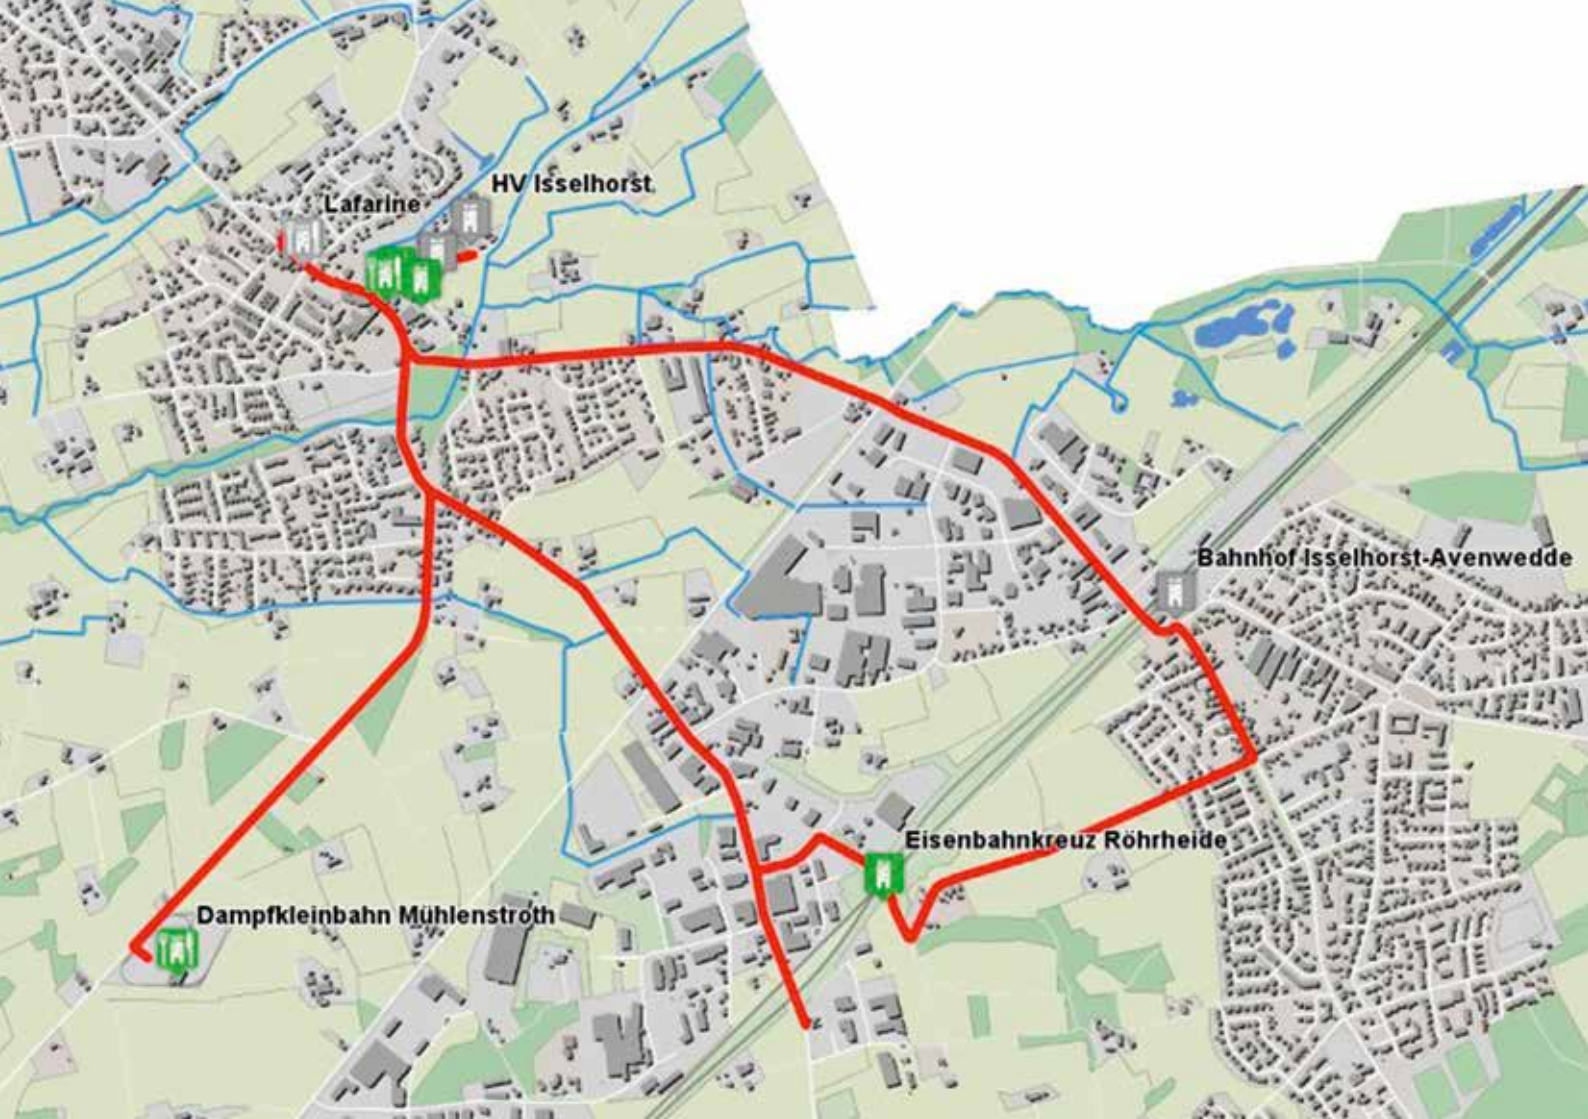 HV Isselhorst
Lafarine
Bahnhof Isselhorst-Avenwedde
Eisenbahnkreuz Röhrheide
Dampfkleinbahn Mühlenstroth